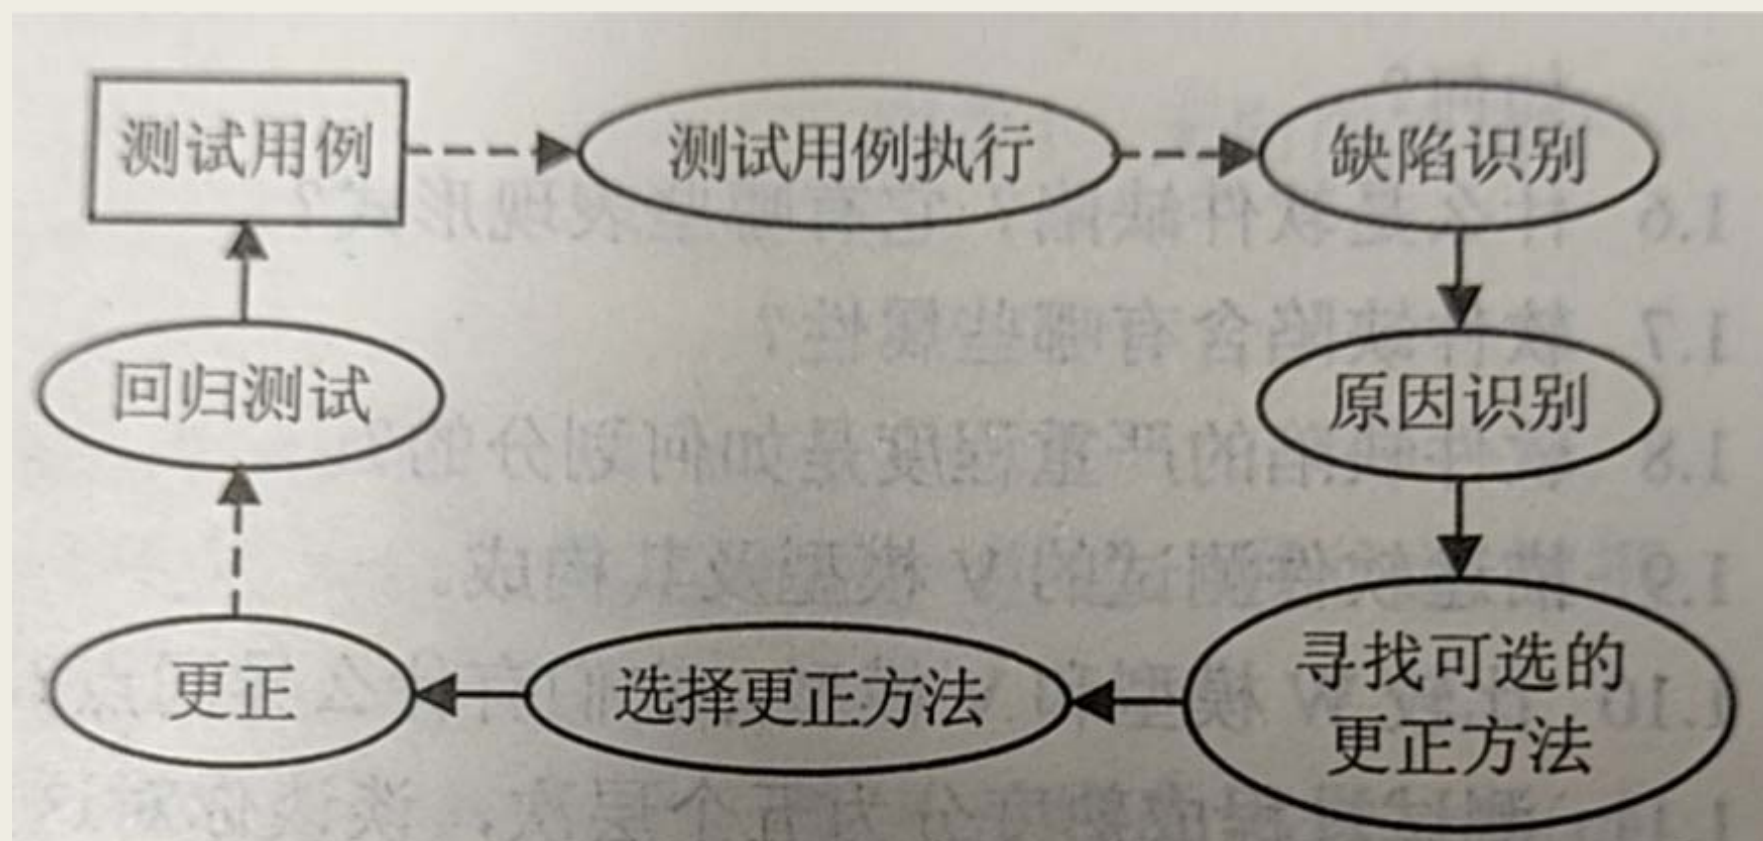 测试用例
测试用例执行
缺陷识别
原因识别
寻找可选的
更正方法
选择更正方法
更正
回归测试